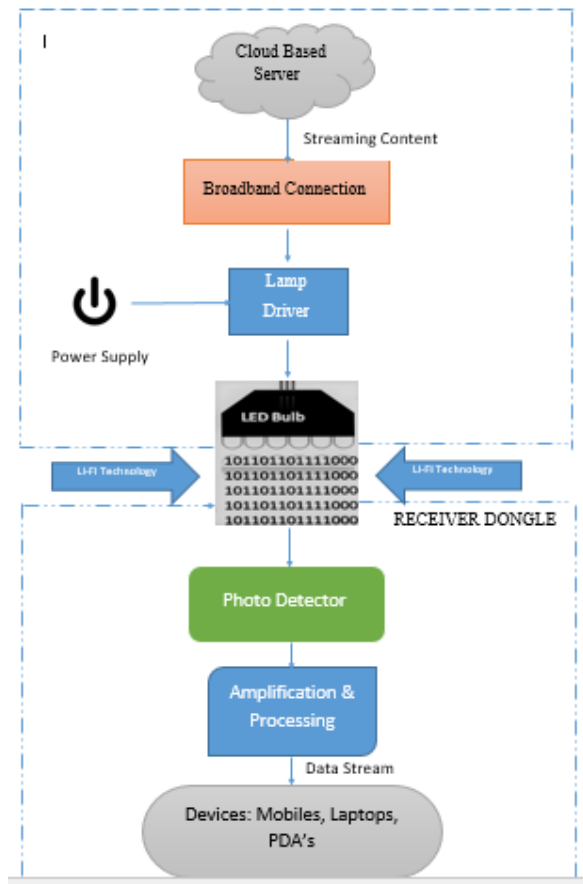 I
Cloud Based
Server
Streaming Content
Broadband Connection
Lamp
Driver
Power Supply
LED Bulb
101101101111000
101101101111000
101101101111000
101101101111000
101101101111000
LI-FI Technology
LI-FI Technology
RECEIVER DONGLE
Photo Detector
Amplification &
Processing
Data Stream
Devices: Mobiles, Laptops,
PDA's